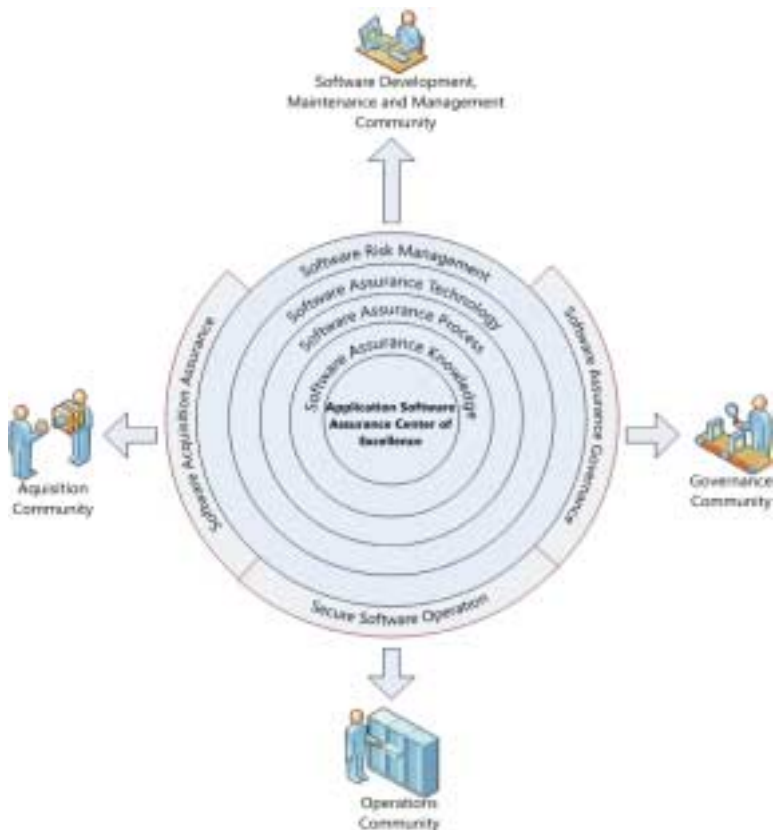 Software Development,
Maintenance and Management
Community
Software Risk Management
Software Assurance Technology
Software Assurance Process
Software Assurance Knowledge
Application Software
Assurance Center of
Excellence
Software Acquisition Assurance
Software Assurance Governance
Aquisition
Community
Governance
Community
Secure Software Operation
Operations
Community